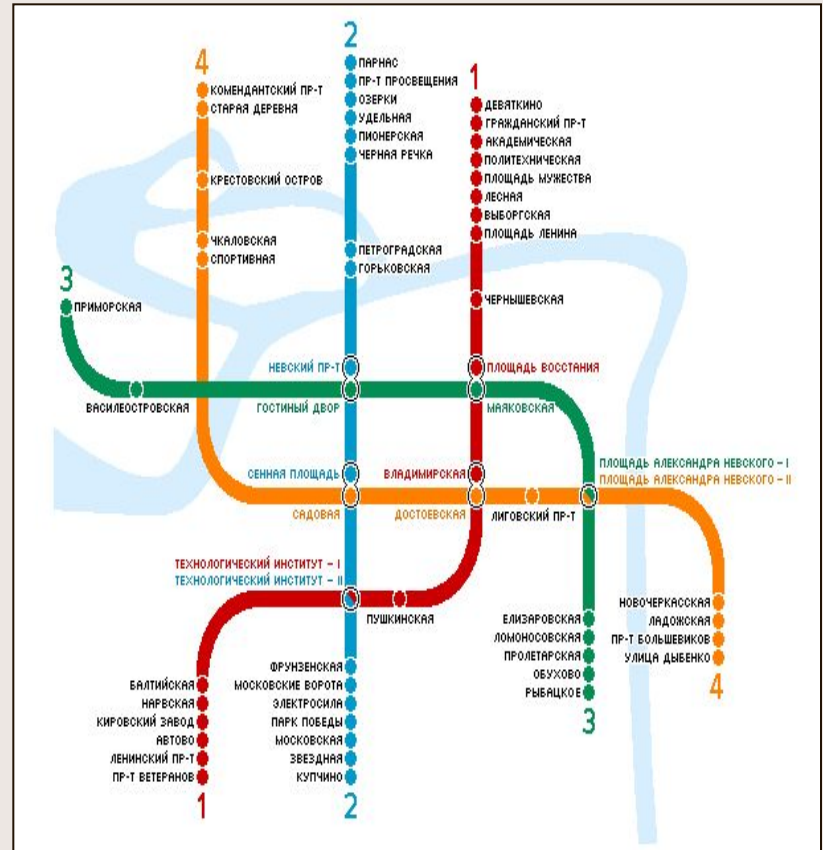 2
ПАРНАС
ПР-Т ПРОСВЕЩЕНИЯ
ОЗЕРКИ
УДЕЛЬНАЯ
ПИОНЕРСКАЯ
ЧЕРНАЯ РЕЧКА
4
КОМЕНДАНТСКИЙ ПР-Т
СТАРАЯ ДЕРЕВНЯ
КРЕСТОВСКИЙ ОСТРОВ
ЧКАЛОВСКАЯ
СПОРТИВНАЯ
1
ДЕВЯТКИНО
ГРАЖДАНСКИЙ ПР-Т
АКАДЕМИЧЕСКАЯ
ПОЛИТЕХНИЧЕСКАЯ
ПЛОЩАДЬ МУЖЕСТВА
ЛЕСНАЯ
ВЫБОРГСКАЯ
ПЛОЩАДЬ ЛЕНИНА
ЧЕРНЫШЕВСКАЯ
ПЕТРОГРАДСКАЯ
ГОРЬКОВСКАЯ
3
ПРИМОРСКАЯ
ВАСИЛЕОСТРОВСКАЯ
НЕВСКИЙ ПР-Т
ГОСТИНЫЙ ДВОР
ПЛОЩАДЬ ВОССТАНИЯ
МАЯКОВСКАЯ
СЕННАЯ ПЛОЩАДЬ
САДОВАЯ
ВЛАДИМИРСКАЯ
ДОСТОЕВСКАЯ
ЛИГОВСКИЙ ПР-Т
ПЛОЩАДЬ АЛЕКСАНДРА НЕВСКОГО - I
ПЛОЩАДЬ АЛЕКСАНДРА НЕВСКОГО - II
ТЕХНОЛОГИЧЕСКИЙ ИНСТИТУТ - I
ТЕХНОЛОГИЧЕСКИЙ ИНСТИТУТ - II
ПУШКИНСКАЯ
БАЛТИЙСКАЯ
НАРВСКАЯ
КИРОВСКИЙ ЗАВОД
АВТОВО
ЛЕНИНСКИЙ ПР-Т
ПР-Т ВЕТЕРАНОВ
1
ФРУНЗЕНСКАЯ
МОСКОВСКИЕ ВОРОТА
ЭЛЕКТРОСИЛА
ПАРК ПОБЕДЫ
МОСКОВСКАЯ
ЗВЕЗДНАЯ
КУПЧИНО
2
ЕЛИЗАРОВСКАЯ
ЛОМОНОСОВСКАЯ
ПРОЛЕТАРСКАЯ
ОБУХОВО
РЫБАЦКОЕ
3
НОВОЧЕРКАССКАЯ
ЛАДОЖСКАЯ
ПР-Т БОЛЬШЕВИКОВ
УЛИЦА ДЫБЕНКО
4